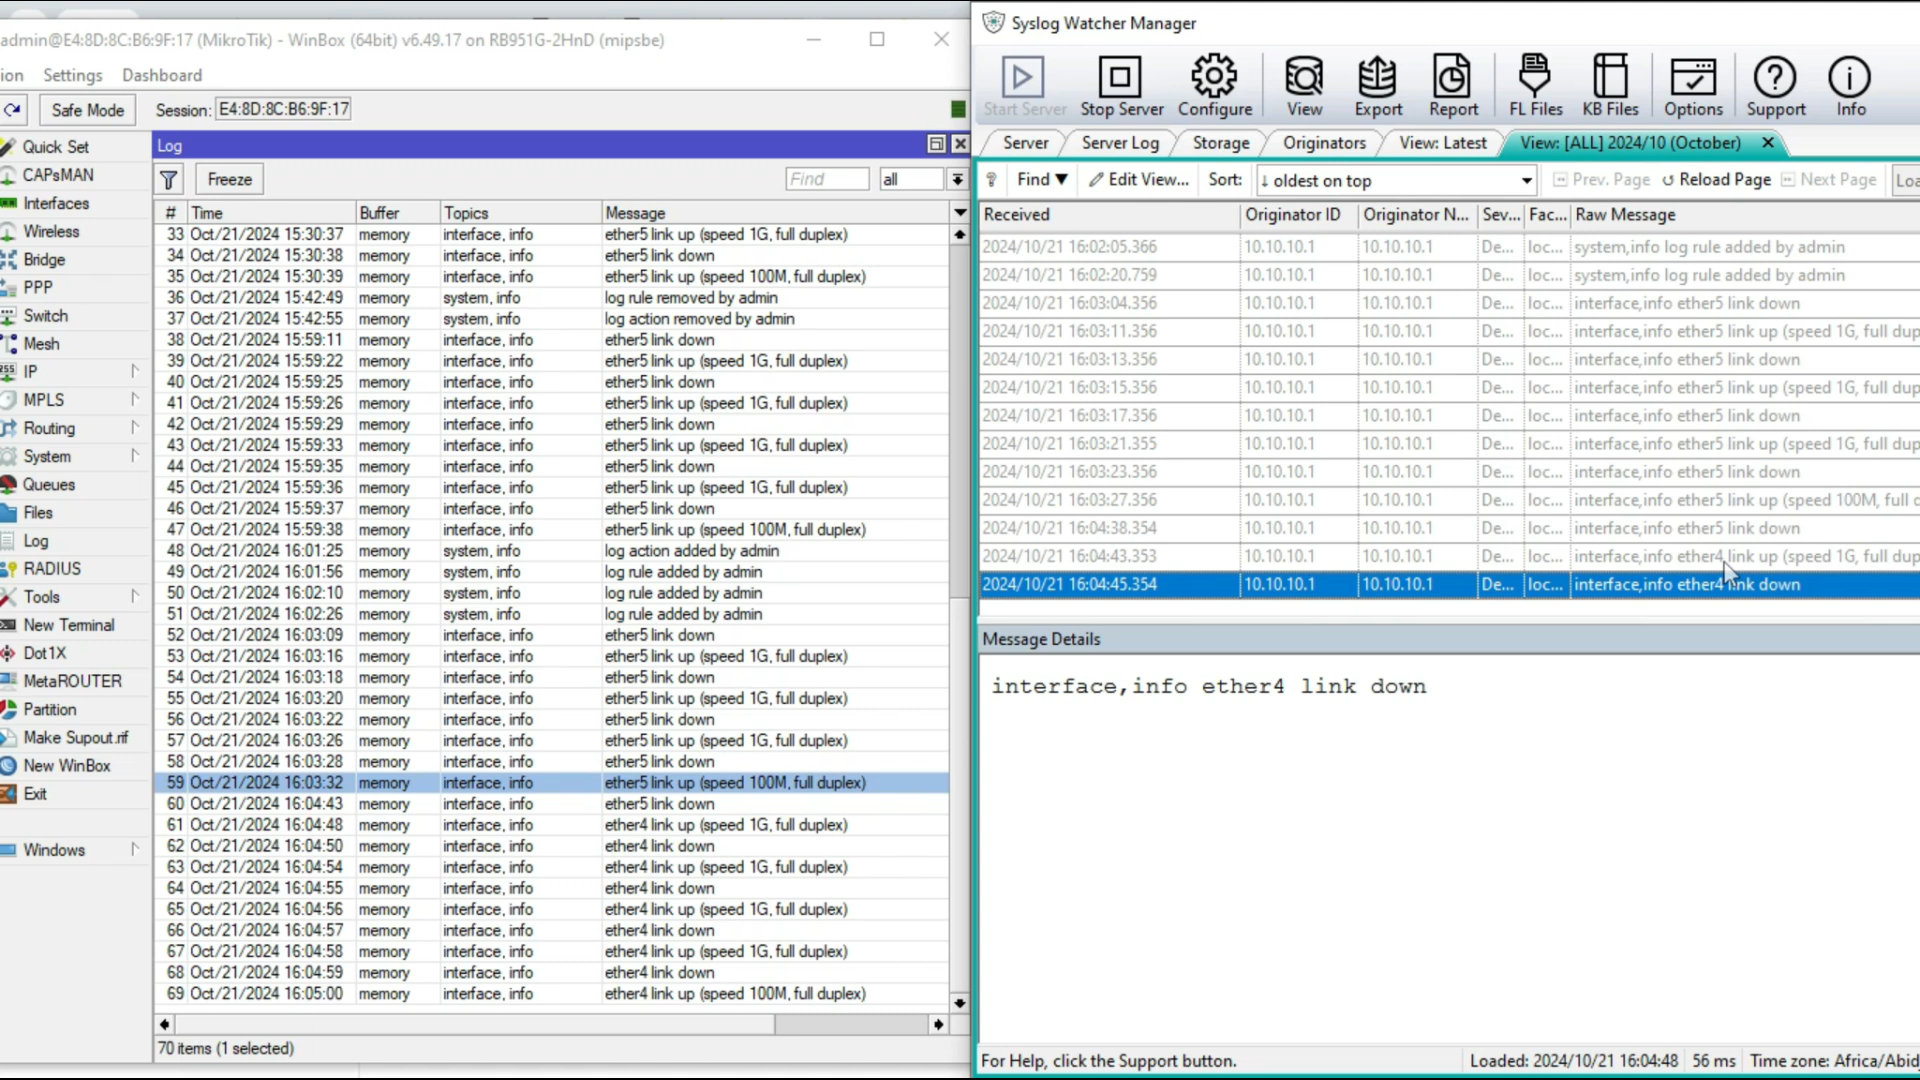 admin@E4:8D:8C:B6:9F:17 (MikroTik) - WinBox (64bit) v6.49.17 on RB951G-2HnD (mipsbe)
ion Settings Dashboard
Safe Mode Session: E4:8D:8C:B6:9F:17
Quick Set
CAPsMAN
Interfaces
Wireless
Bridge
PPP
Switch
Mesh
IP
MPLS
Routing
System
Queues
Files
Log
RADIUS
Tools
New Terminal
Dot1X
MetaROUTER
Partition
Make Supout.rif
New WinBox
Exit
Windows
Log
Freeze Find all
# Time Buffer Topics Message
33 Oct/21/2024 15:30:37 memory interface, info ether5 link up (speed 1G, full duplex)
34 Oct/21/2024 15:30:38 memory interface, info ether5 link down
35 Oct/21/2024 15:30:39 memory interface, info ether5 link up (speed 100M, full duplex)
36 Oct/21/2024 15:42:49 memory system, info log rule removed by admin
37 Oct/21/2024 15:42:55 memory system, info log action removed by admin
38 Oct/21/2024 15:59:11 memory interface, info ether5 link down
39 Oct/21/2024 15:59:22 memory interface, info ether5 link up (speed 1G, full duplex)
40 Oct/21/2024 15:59:25 memory interface, info ether5 link down
41 Oct/21/2024 15:59:26 memory interface, info ether5 link up (speed 1G, full duplex)
42 Oct/21/2024 15:59:29 memory interface, info ether5 link down
43 Oct/21/2024 15:59:33 memory interface, info ether5 link up (speed 1G, full duplex)
44 Oct/21/2024 15:59:35 memory interface, info ether5 link down
45 Oct/21/2024 15:59:36 memory interface, info ether5 link up (speed 1G, full duplex)
46 Oct/21/2024 15:59:37 memory interface, info ether5 link down
47 Oct/21/2024 15:59:38 memory interface, info ether5 link up (speed 100M, full duplex)
48 Oct/21/2024 16:01:25 memory system, info log action added by admin
49 Oct/21/2024 16:01:56 memory system, info log rule added by admin
50 Oct/21/2024 16:02:10 memory system, info log rule added by admin
51 Oct/21/2024 16:02:26 memory system, info log rule added by admin
52 Oct/21/2024 16:03:09 memory interface, info ether5 link down
53 Oct/21/2024 16:03:16 memory interface, info ether5 link up (speed 1G, full duplex)
54 Oct/21/2024 16:03:18 memory interface, info ether5 link down
55 Oct/21/2024 16:03:20 memory interface, info ether5 link up (speed 1G, full duplex)
56 Oct/21/2024 16:03:22 memory interface, info ether5 link down
57 Oct/21/2024 16:03:26 memory interface, info ether5 link up (speed 1G, full duplex)
58 Oct/21/2024 16:03:28 memory interface, info ether5 link down
59 Oct/21/2024 16:03:32 memory interface, info ether5 link up (speed 100M, full duplex)
60 Oct/21/2024 16:04:43 memory interface, info ether5 link down
61 Oct/21/2024 16:04:48 memory interface, info ether4 link up (speed 1G, full duplex)
62 Oct/21/2024 16:04:50 memory interface, info ether4 link down
63 Oct/21/2024 16:04:54 memory interface, info ether4 link up (speed 1G, full duplex)
64 Oct/21/2024 16:04:55 memory interface, info ether4 link down
65 Oct/21/2024 16:04:56 memory interface, info ether4 link up (speed 1G, full duplex)
66 Oct/21/2024 16:04:57 memory interface, info ether4 link down
67 Oct/21/2024 16:04:58 memory interface, info ether4 link up (speed 1G, full duplex)
68 Oct/21/2024 16:04:59 memory interface, info ether4 link down
69 Oct/21/2024 16:05:00 memory interface, info ether4 link up (speed 100M, full duplex)
70 items (1 selected)
Syslog Watcher Manager
Start Server Stop Server Configure View Export Report FL Files KB Files Options Support Info
Server Server Log Storage Originators View: Latest View: [ALL] 2024/10 (October)
? Find Edit View... Sort: ↓ oldest on top Prev. Page Reload Page Next Page Loa
Received Originator ID Originator N... Sev... Fac... Raw Message
2024/10/21 16:02:05.366 10.10.10.1 10.10.10.1 De... loc... system,info log rule added by admin
2024/10/21 16:02:20.759 10.10.10.1 10.10.10.1 De... loc... system,info log rule added by admin
2024/10/21 16:03:04.356 10.10.10.1 10.10.10.1 De... loc... interface,info ether5 link down
2024/10/21 16:03:11.356 10.10.10.1 10.10.10.1 De... loc... interface,info ether5 link up (speed 1G, full dup
2024/10/21 16:03:13.356 10.10.10.1 10.10.10.1 De... loc... interface,info ether5 link down
2024/10/21 16:03:15.356 10.10.10.1 10.10.10.1 De... loc... interface,info ether5 link up (speed 1G, full dup
2024/10/21 16:03:17.356 10.10.10.1 10.10.10.1 De... loc... interface,info ether5 link down
2024/10/21 16:03:21.355 10.10.10.1 10.10.10.1 De... loc... interface,info ether5 link up (speed 1G, full dup
2024/10/21 16:03:23.356 10.10.10.1 10.10.10.1 De... loc... interface,info ether5 link down
2024/10/21 16:03:27.356 10.10.10.1 10.10.10.1 De... loc... interface,info ether5 link up (speed 100M, full d
2024/10/21 16:04:38.354 10.10.10.1 10.10.10.1 De... loc... interface,info ether5 link down
2024/10/21 16:04:43.353 10.10.10.1 10.10.10.1 De... loc... interface,info ether4 link up (speed 1G, full dup
2024/10/21 16:04:45.354 10.10.10.1 10.10.10.1 De... loc... interface,info ether4 link down
Message Details
interface,info ether4 link down
For Help, click the Support button. Loaded: 2024/10/21 16:04:48 56 ms Time zone: Africa/Abid